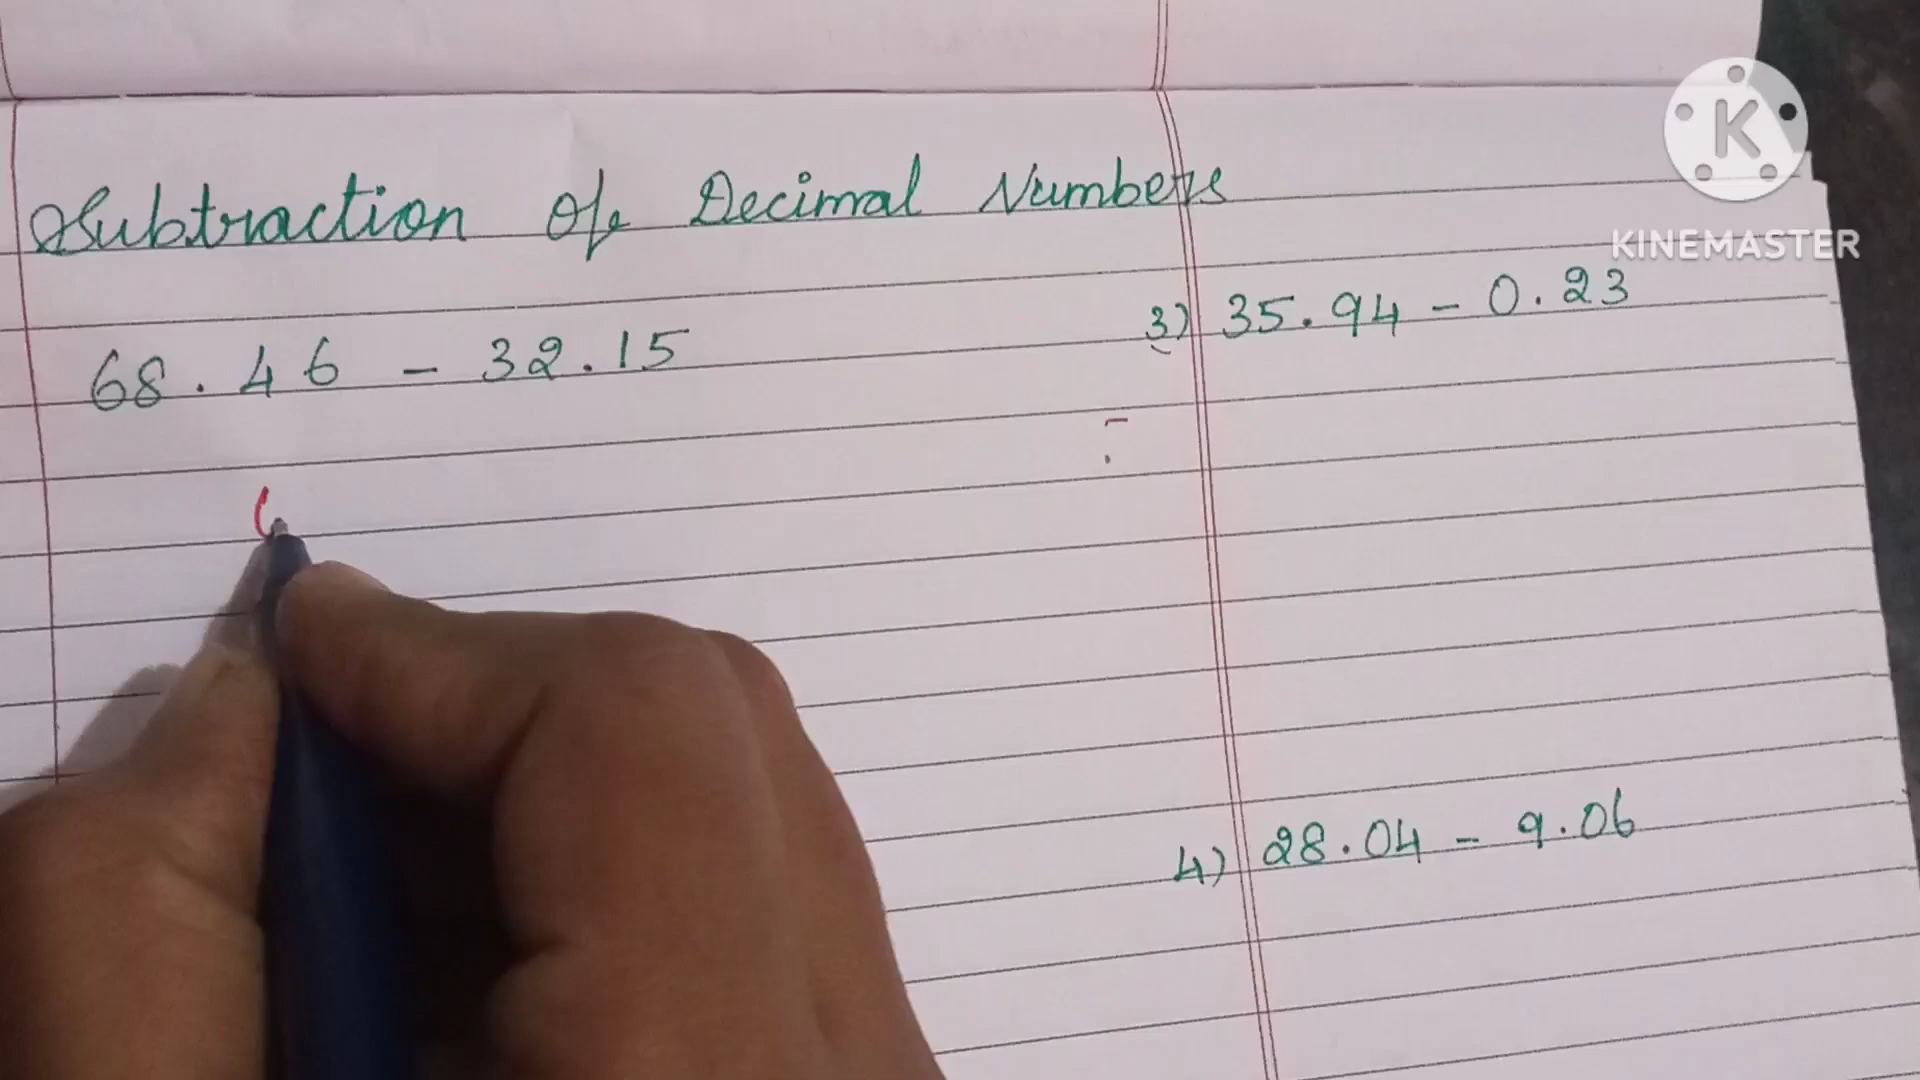 Subtraction Of Decimal Numbers
68.46 - 32.15
3) 35.94 - 0.23
4) 28.04 - 9.06
K
KINEMASTER